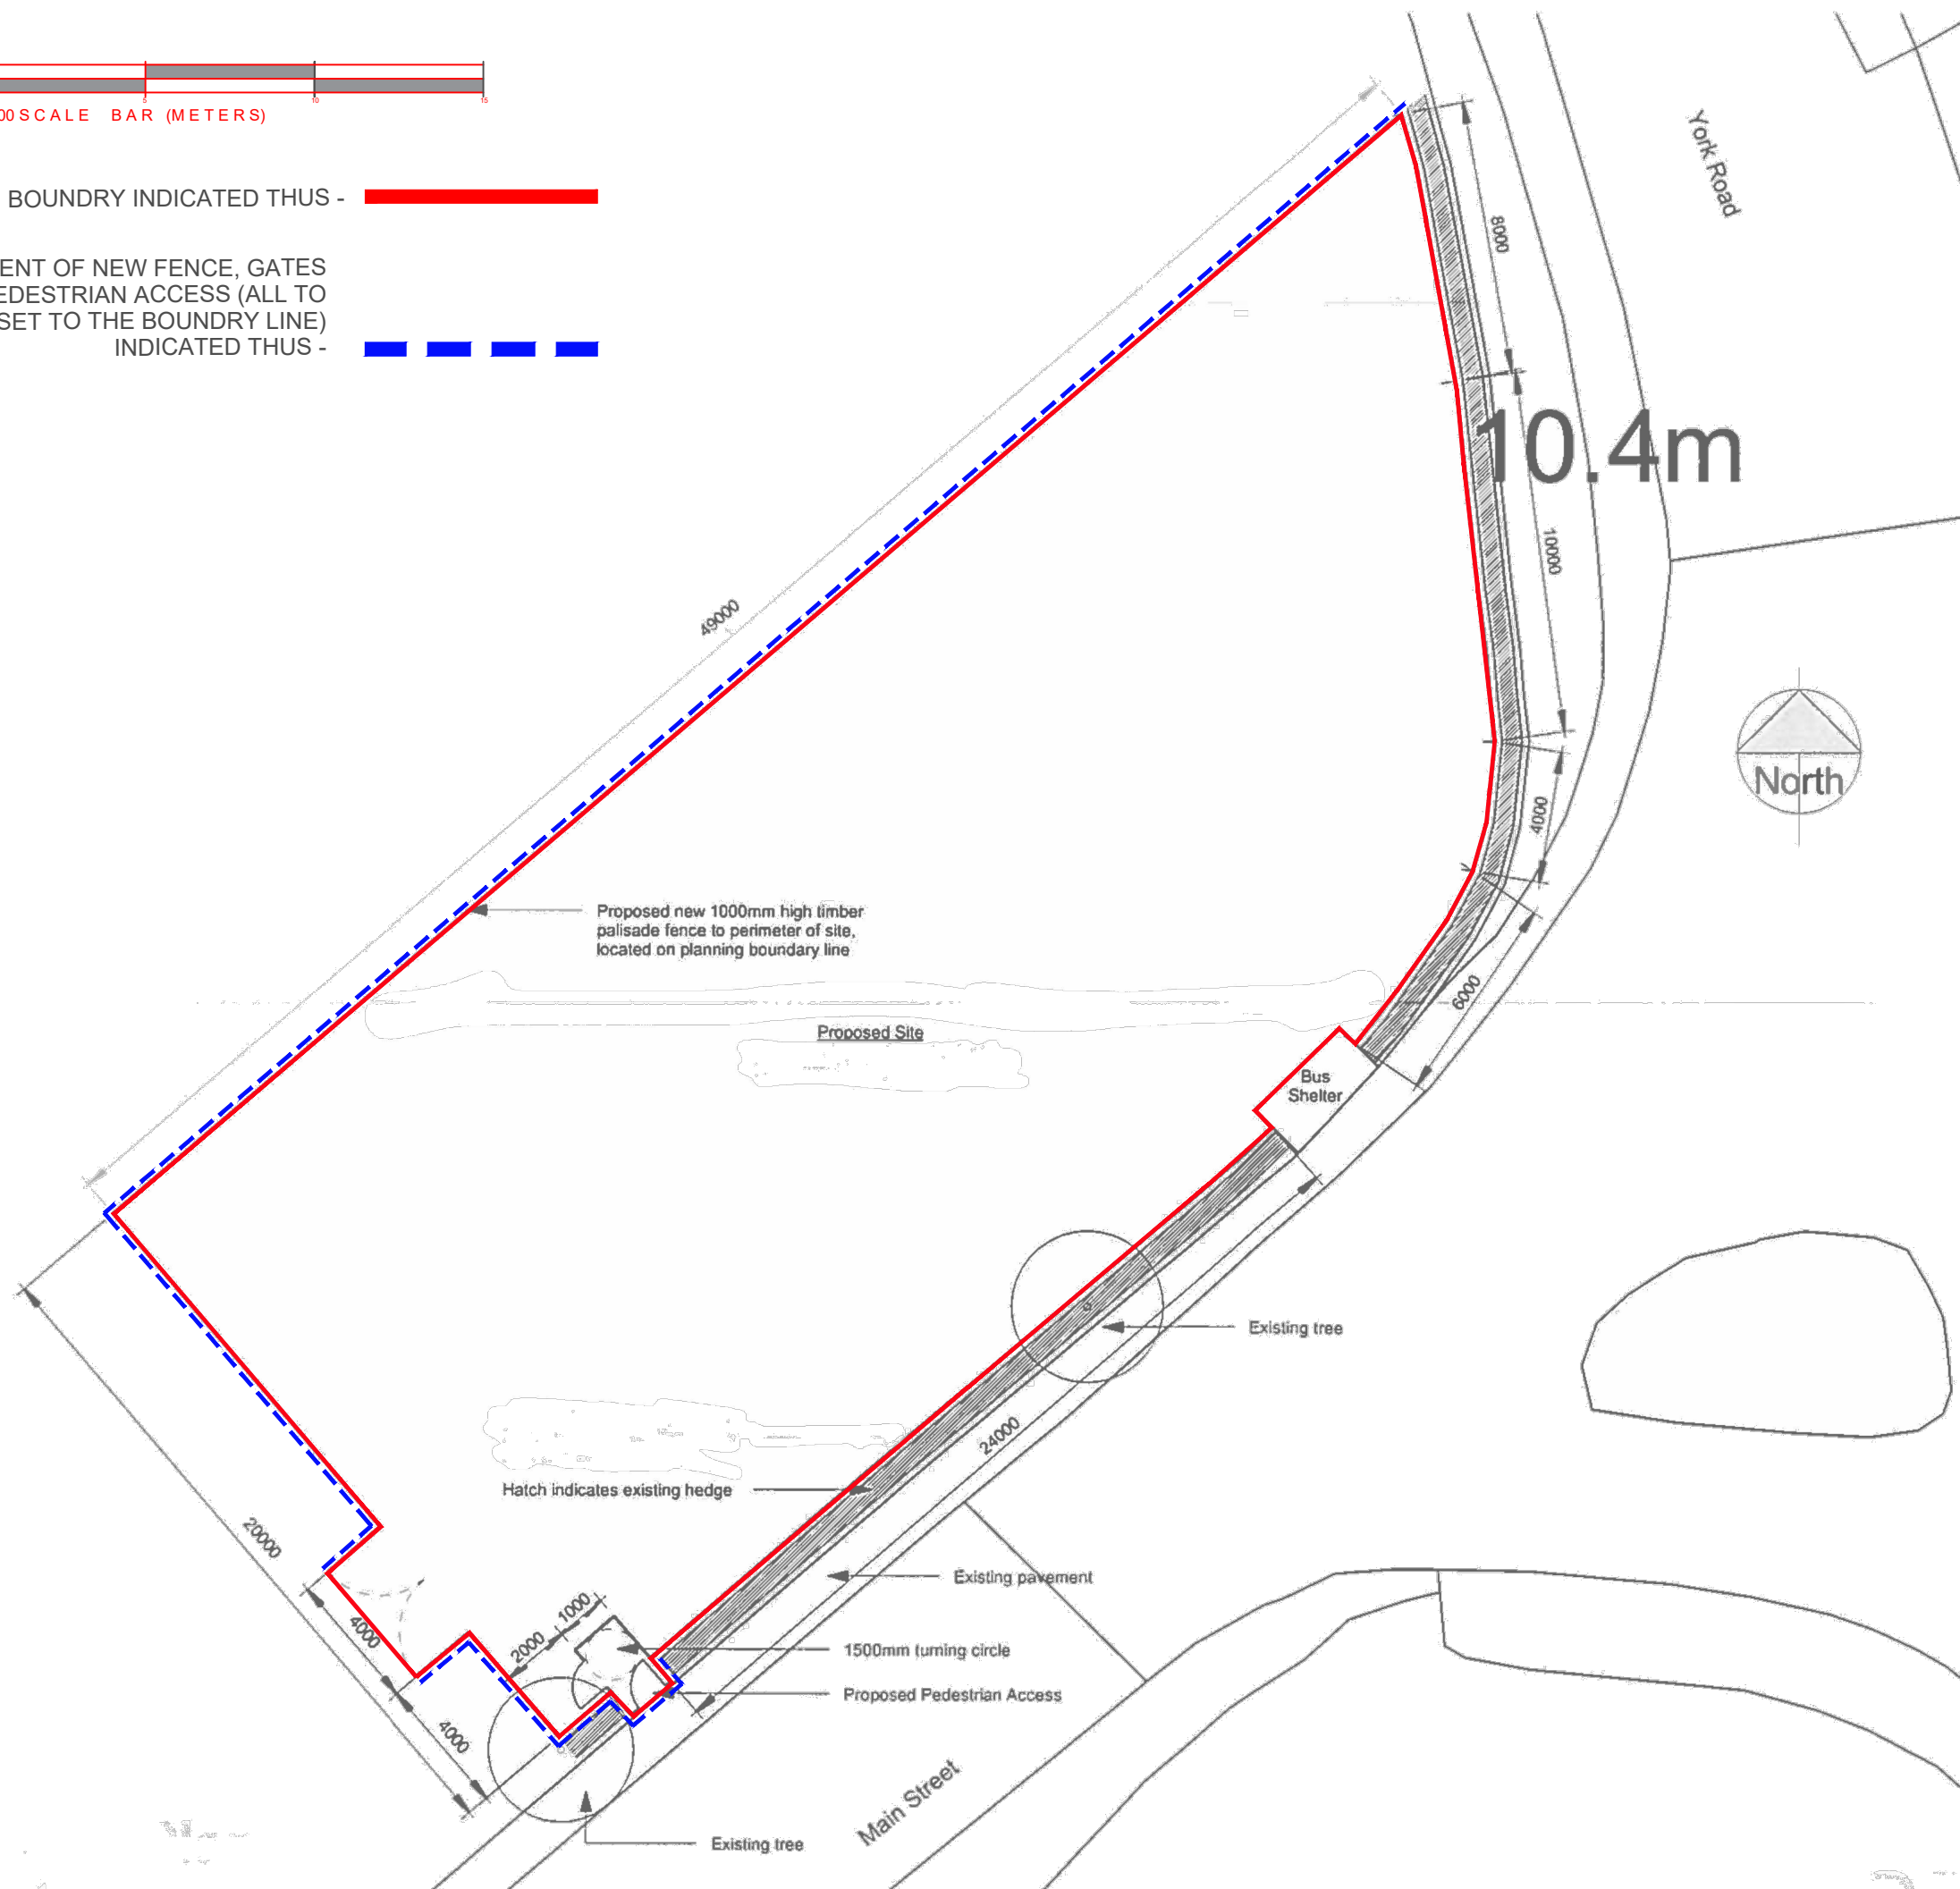 5
10
15
00 SCALE BAR (METERS)
BOUNDRY INDICATED THUS -
ENT OF NEW FENCE, GATES
EDESTRIAN ACCESS (ALL TO
SET TO THE BOUNDRY LINE)
INDICATED THUS -
York Road
8000
10.4m
10000
49000
North
4000
Proposed new 1000mm high timber
palisade fence to perimeter of site,
located on planning boundary line
6000
Proposed Site
Bus
Shelter
Existing tree
24000
Hatch indicates existing hedge
20000
Existing pavement
1000
4000
2000
1500mm turning circle
Proposed Pedestrian Access
4000
Main Street
Existing tree